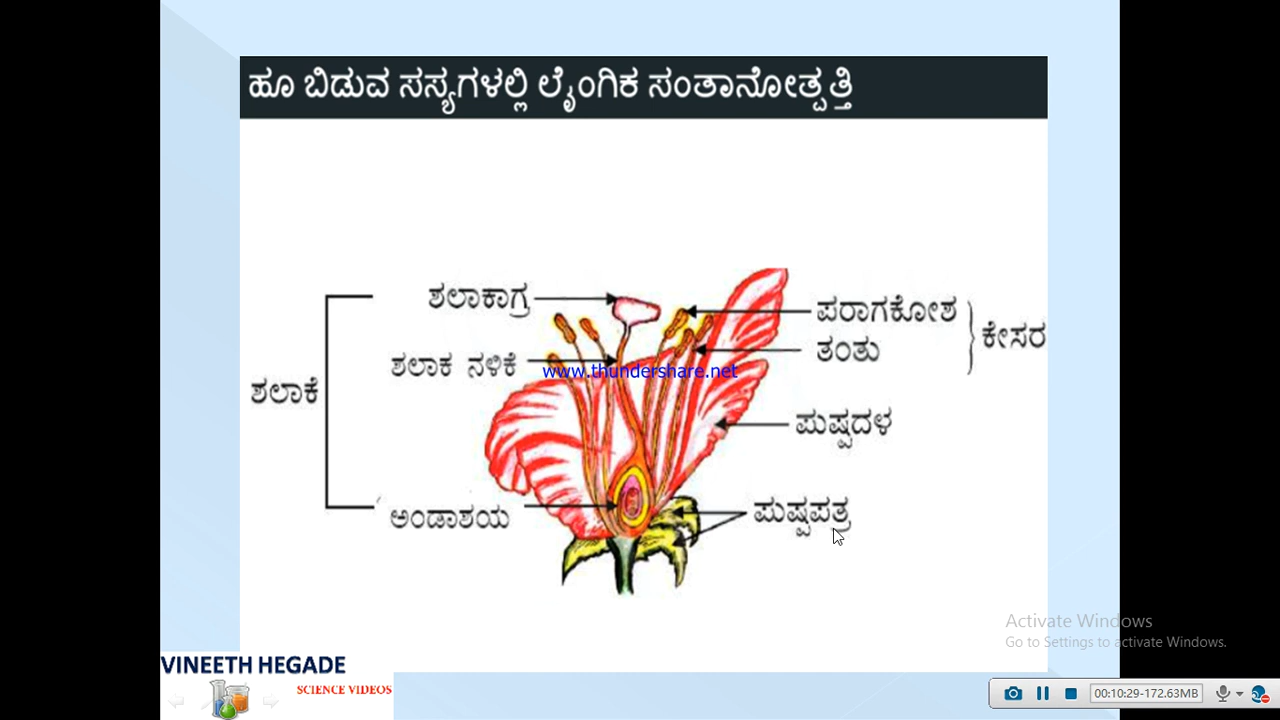 ಹೂ ಬಿಡುವ ಸಸ್ಯಗಳಲ್ಲಿ ಲೈಂಗಿಕ ಸಂತಾನೋತ್ಪತ್ತಿ
ಶಲಾಕಾಗ್ರ
ಪರಾಗಕೋಶ
ಕೇಸರ
ತಂತು
ಶಲಾಕ ನಳಿಕೆ
www.thundershare.net
ಶಲಾಕೆ
ಪುಷ್ಪದಳ
ಅಂಡಾಶಯ
ಪುಷ್ಪಪತ್ರ
Activate Windows
Go to Settings to activate Windows.
VINEETH HEGADE
SCIENCE VIDEOS
00:10:29-172.63MB